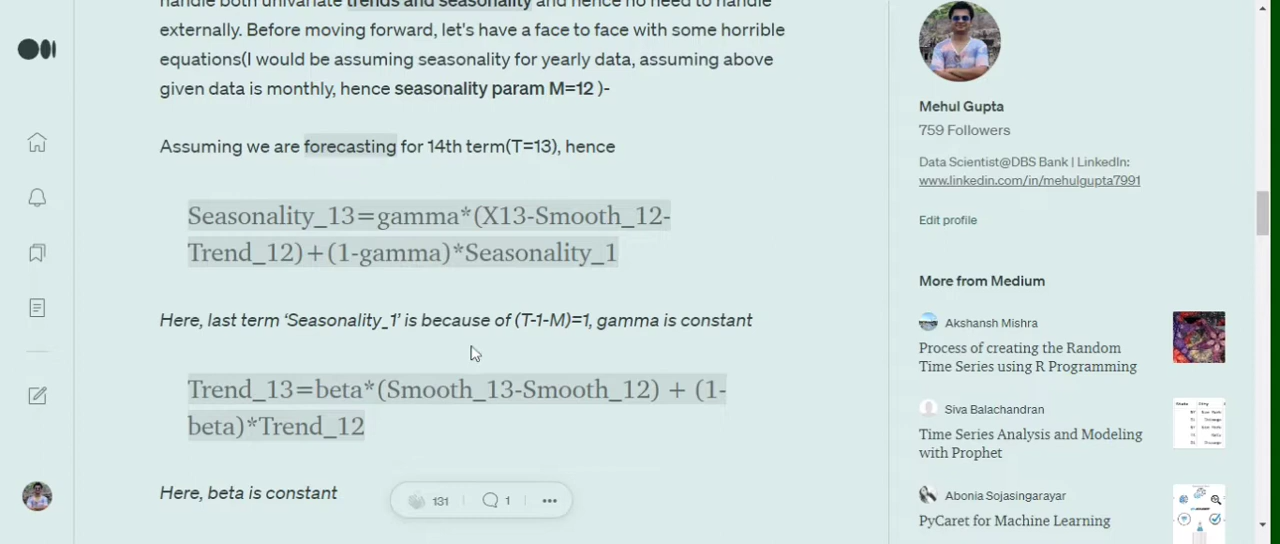 handle both univariate trends and seasonality and hence no need to handle
externally. Before moving forward, let's have a face to face with some horrible
equations(I would be assuming seasonality for yearly data, assuming above
given data is monthly, hence seasonality param M=12 )-
Assuming we are forecasting for 14th term(T=13), hence
Seasonality_13=gamma*(X13-Smooth_12-
Trend_12)+(1-gamma)*Seasonality_1
Here, last term ‘Seasonality_1’ is because of (T-1-M)=1, gamma is constant
Trend_13=beta*(Smooth_13-Smooth_12) + (1-
beta)*Trend_12
Here, beta is constant
131
1
Mehul Gupta
759 Followers
Data Scientist@DBS Bank | LinkedIn:
www.linkedin.com/in/mehulgupta7991
Edit profile
More from Medium
Akshansh Mishra
Process of creating the Random
Time Series using R Programming
Siva Balachandran
Time Series Analysis and Modeling
with Prophet
Abonia Sojasingarayar
PyCaret for Machine Learning